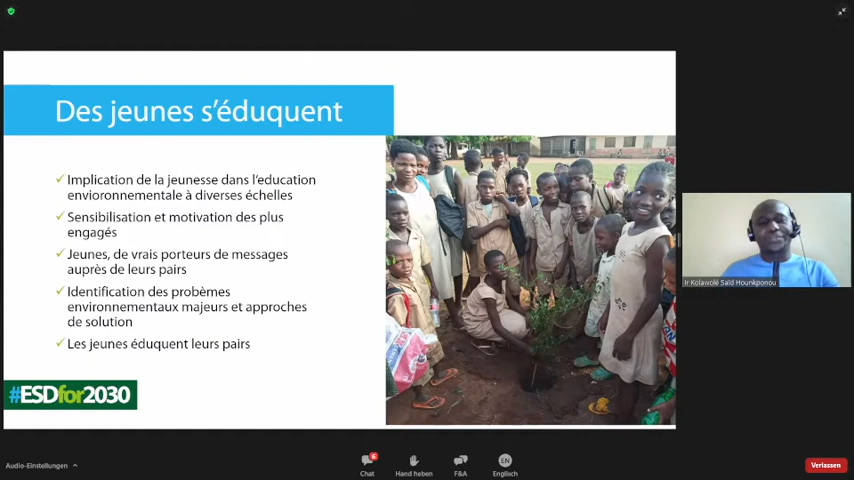 Des jeunes s'éduquent
✓ Implication de la jeunesse dans l'education
envioronnementale à diverses échelles
✓ Sensibilisation et motivation des plus
engagés
✓ Jeunes, de vrais porteurs de messages
auprès de leurs pairs
✓ Identification des probèmes
environnementaux majeurs et approches
de solution
✓ Les jeunes éduquent leurs pairs
#ESDfor2030
Ir Kolawolé Saïd Hounkponou
Audio-Einstellungen
6
Chat
Hand heben
F&A
EN
Englisch
Verlassen